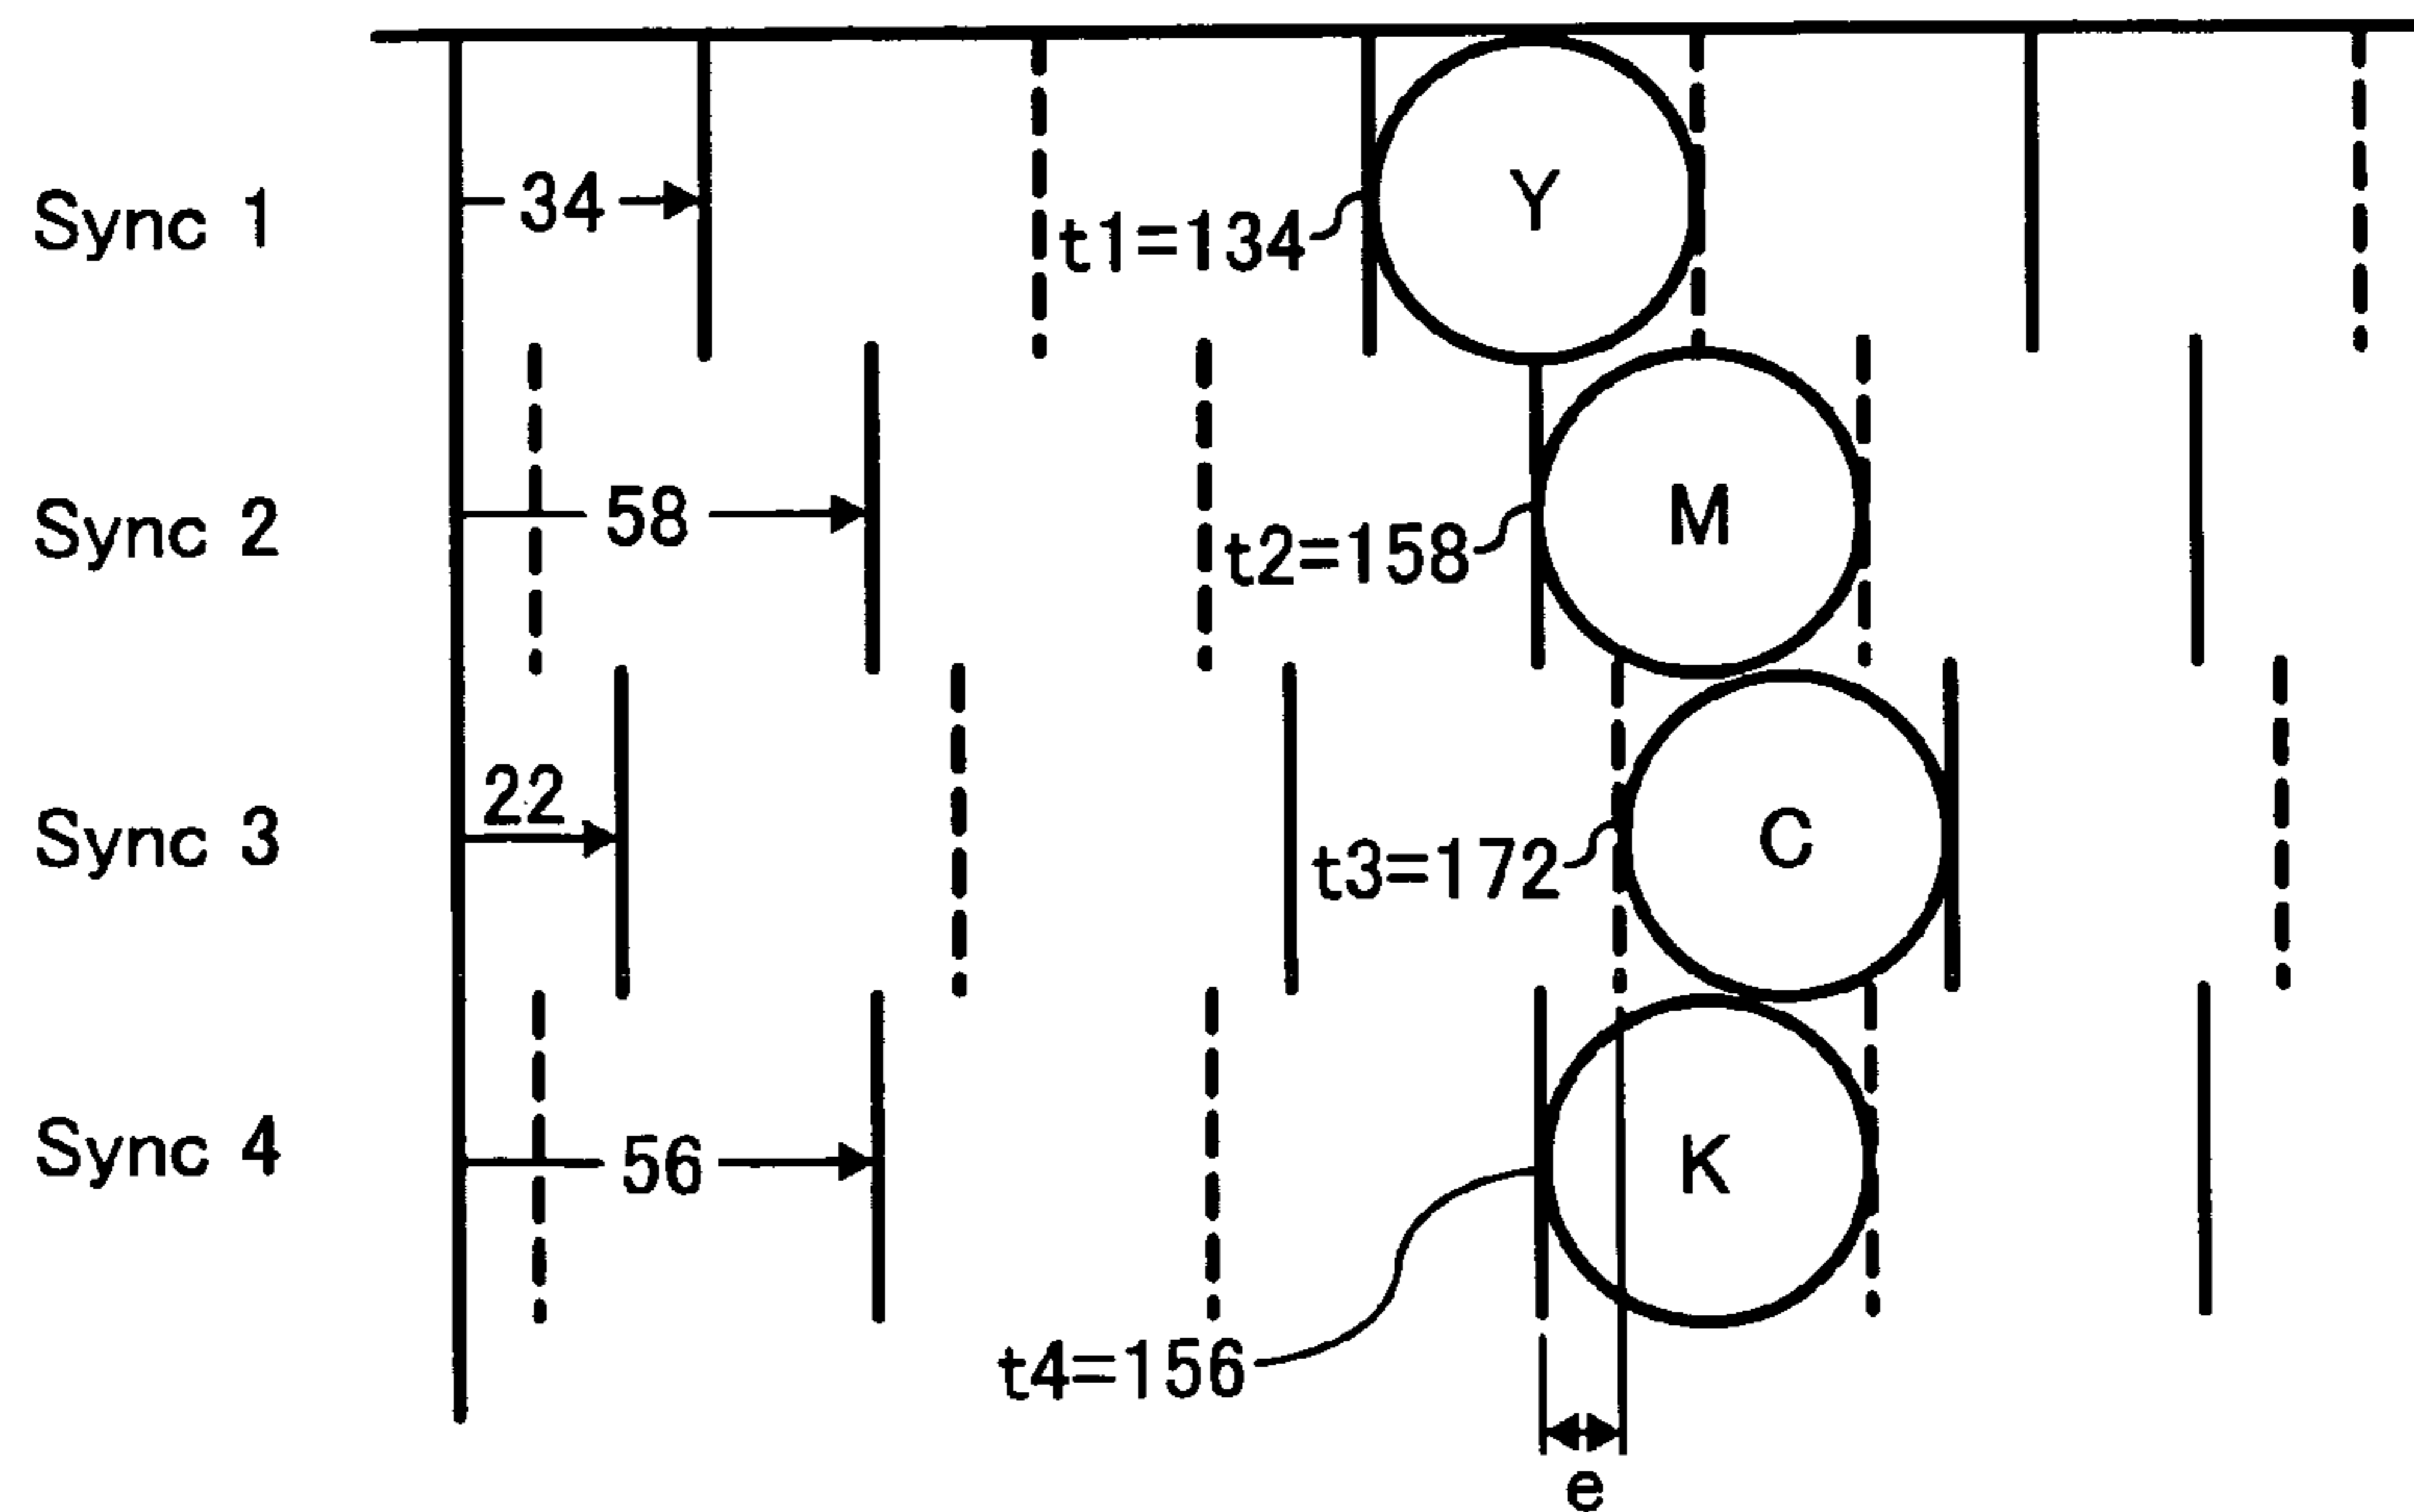 Sync 1
34
t1=134
Y
Sync 2
58
t2=158
M
Sync 3
22
t3=172
C
Sync 4
56
K
t4=156
e